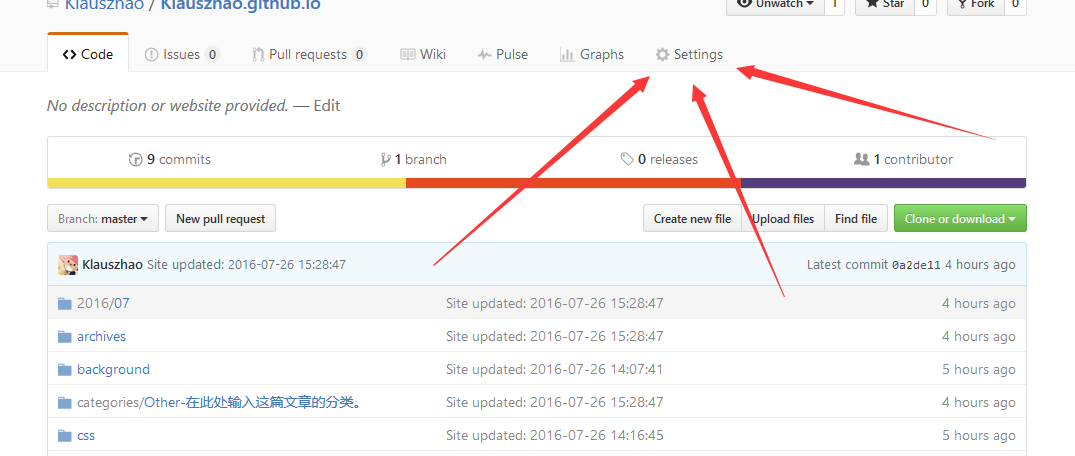 Klauszhao / Klauszhao.github.io Unwatch 1 Star 0 Fork 0
Code Issues 0 Pull requests 0 Wiki Pulse Graphs Settings
No description or website provided. — Edit
9 commits 1 branch 0 releases 1 contributor
Branch: master New pull request Create new file Upload files Find file Clone or download
Klauszhao Site updated: 2016-07-26 15:28:47 Latest commit 0a2de11 4 hours ago
2016/07 Site updated: 2016-07-26 15:28:47 4 hours ago
archives Site updated: 2016-07-26 15:28:47 4 hours ago
background Site updated: 2016-07-26 14:07:41 5 hours ago
categories/Other-在此处输入这篇文章的分类。 Site updated: 2016-07-26 15:28:47 4 hours ago
css Site updated: 2016-07-26 14:16:45 5 hours ago